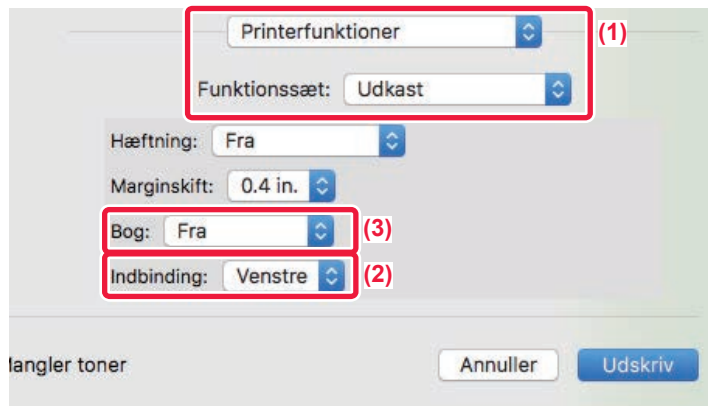 Printerfunktioner (1)
Funktionssæt: Udkast
Hæftning: Fra
Marginskift: 0.4 in.
Bog: Fra (3)
Indbinding: Venstre (2)
langler toner Annuller Udskriv